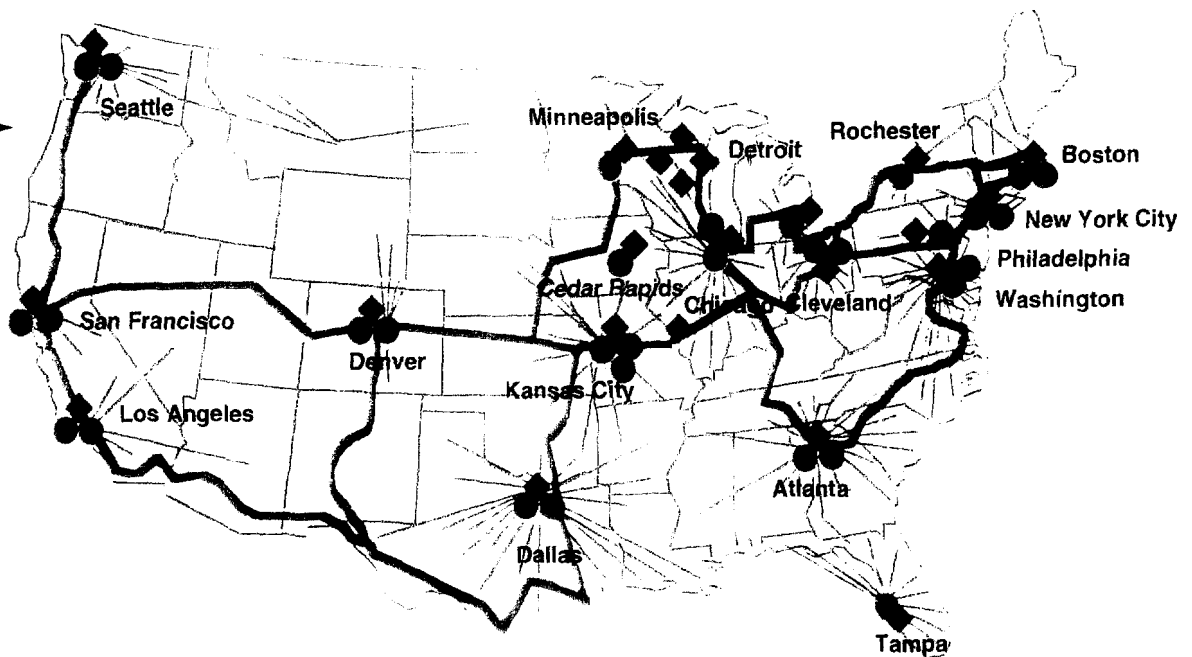 Seattle
Minneapolis
Detroit
Rochester
Boston
New York City
Philadelphia
Washington
Cedar Rapids
Chicago
Cleveland
San Francisco
Denver
Kansas City
Los Angeles
Dallas
Atlanta
Tampa